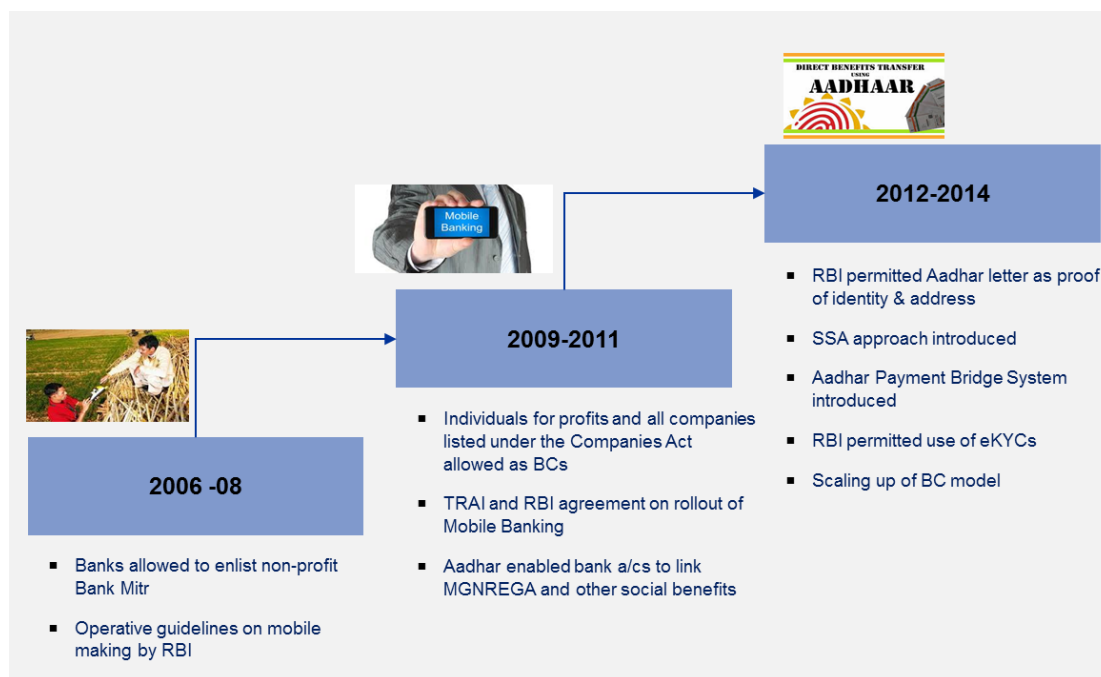 DIRECT BENEFITS TRANSFER
USING
AADHAAR
2012-2014
RBI permitted Aadhar letter as proof
of identity & address
SSA approach introduced
Aadhar Payment Bridge System
introduced
RBI permitted use of eKYCs
Scaling up of BC model
Mobile
Banking
2009-2011
Individuals for profits and all companies
listed under the Companies Act
allowed as BCs
TRAI and RBI agreement on rollout of
Mobile Banking
Aadhar enabled bank a/cs to link
MGNREGA and other social benefits
2006 -08
Banks allowed to enlist non-profit
Bank Mitr
Operative guidelines on mobile
making by RBI